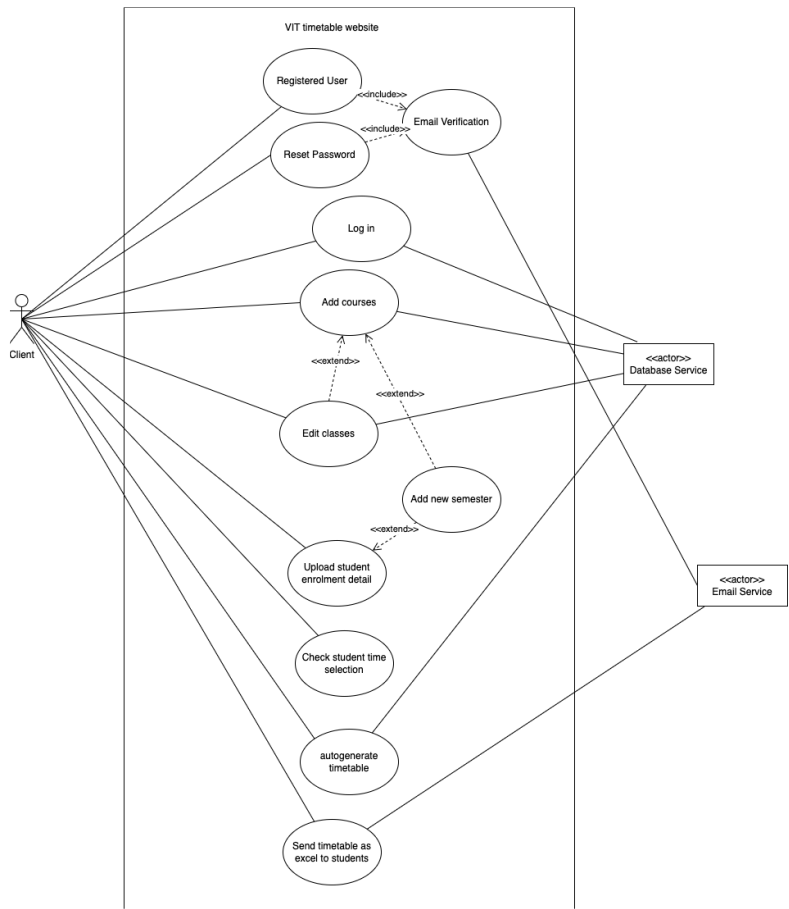 VIT timetable website
Registered User
<<include>>
Email Verification
<<include>>
Reset Password
Log in
Add courses
Client
<<extend>>
<<actor>>
Database Service
<<extend>>
Edit classes
Add new semester
<<extend>>
Upload student
enrolment detail
<<actor>>
Email Service
Check student time
selection
autogenerate
timetable
Send timetable as
excel to students